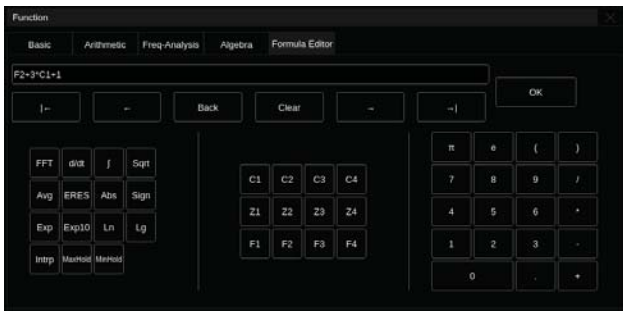 Function
Basic Arithmetic Freq-Analysis Algebra Formula Editor
F2+3*C1+1
OK
|← ← Back Clear → →|
π e ( )
FFT d/dt ∫ Sqrt
C1 C2 C3 C4
7 8 9 /
Avg ERES Abs Sign
Z1 Z2 Z3 Z4
4 5 6 *
Exp Exp10 Ln Lg
F1 F2 F3 F4
1 2 3 -
Intrp MaxHold MinHold
0 . +